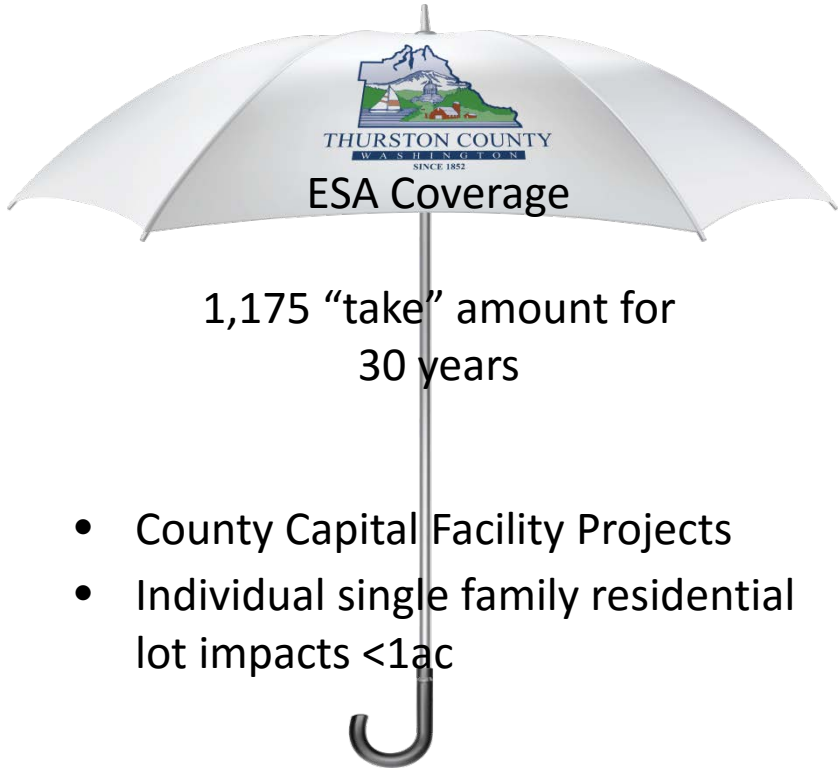 THURSTON COUNTY
WASHINGTON
SINCE 1852
ESA Coverage
1,175 “take” amount for
30 years
• County Capital Facility Projects
• Individual single family residential
lot impacts <1ac